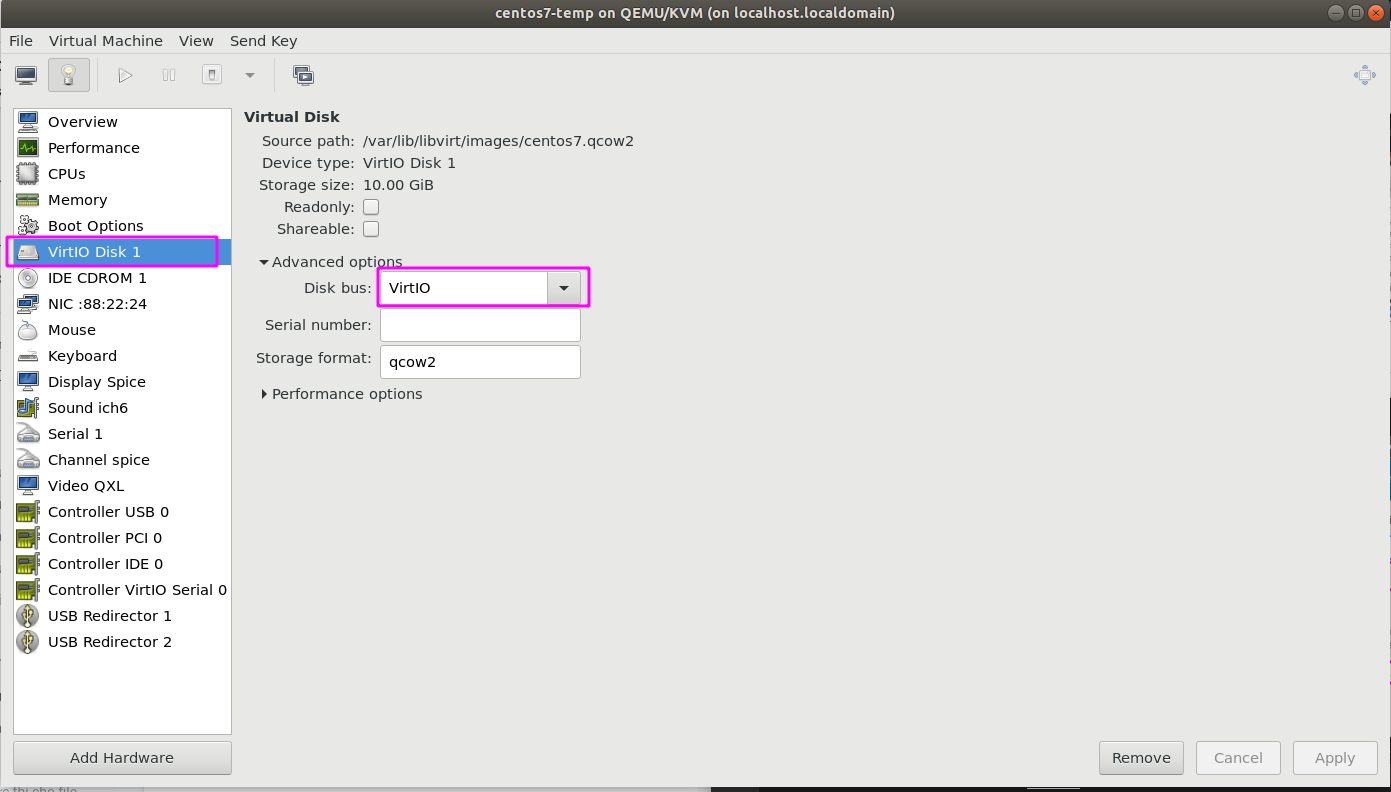 centos7-temp on QEMU/KVM (on localhost.localdomain)
File Virtual Machine View Send Key
Overview
Performance
CPUs
Memory
Boot Options
VirtIO Disk 1
IDE CDROM 1
NIC :88:22:24
Mouse
Keyboard
Display Spice
Sound ich6
Serial 1
Channel spice
Video QXL
Controller USB 0
Controller PCI 0
Controller IDE 0
Controller VirtIO Serial 0
USB Redirector 1
USB Redirector 2
Add Hardware
Virtual Disk
Source path: /var/lib/libvirt/images/centos7.qcow2
Device type: VirtIO Disk 1
Storage size: 10.00 GiB
Readonly:
Shareable:
Advanced options
Disk bus: VirtIO
Serial number:
Storage format: qcow2
Performance options
Remove Cancel Apply